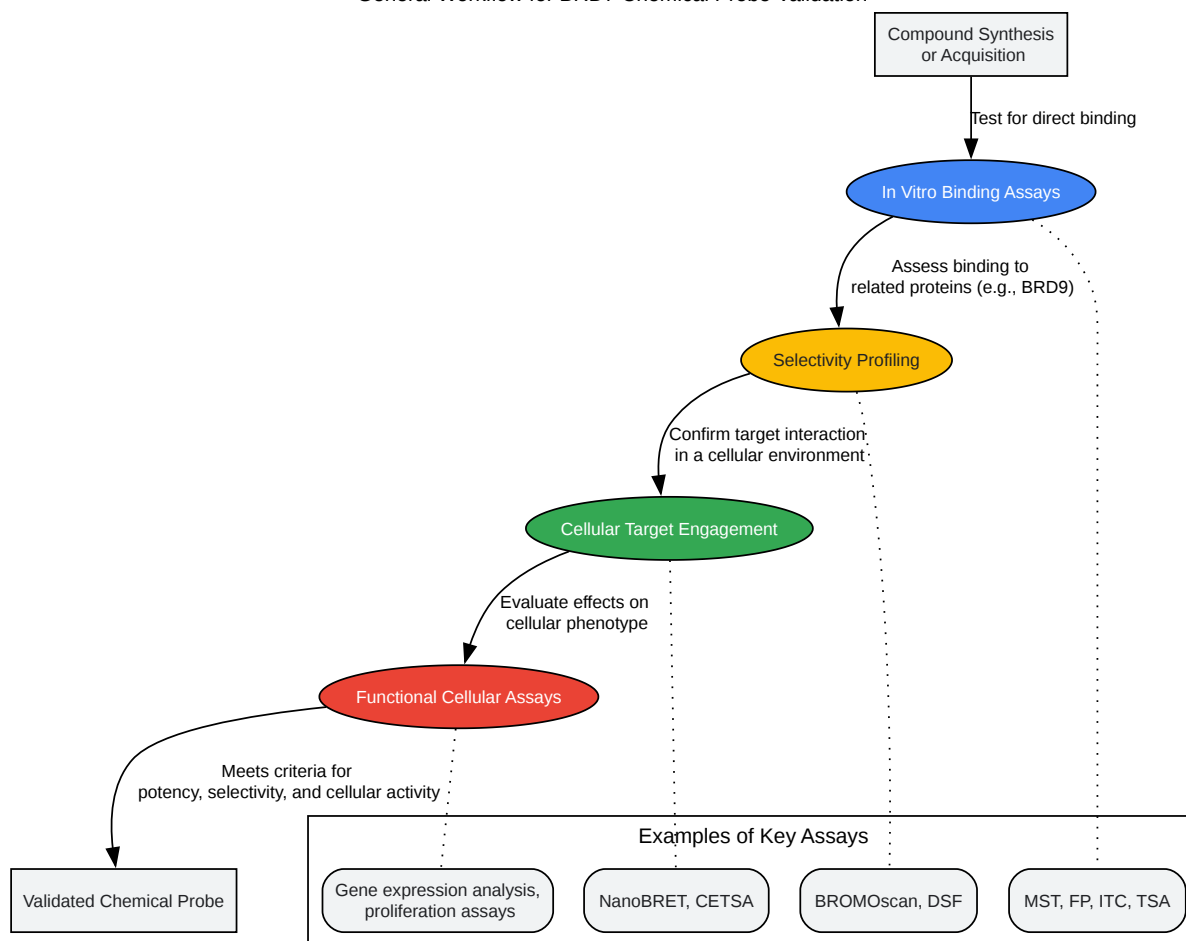 Compound Synthesis
or Acquisition
Test for direct binding
In Vitro Binding Assays
Assess binding to
related proteins (e.g., BRD9)
Selectivity Profiling
Confirm target interaction
in a cellular environment
Cellular Target Engagement
Evaluate effects on
cellular phenotype
Functional Cellular Assays
Meets criteria for
potency, selectivity, and cellular activity
Examples of Key Assays
Validated Chemical Probe
Gene expression analysis,
proliferation assays
NanoBRET, CETSA
BROMOscan, DSF
MST, FP, ITC, TSA